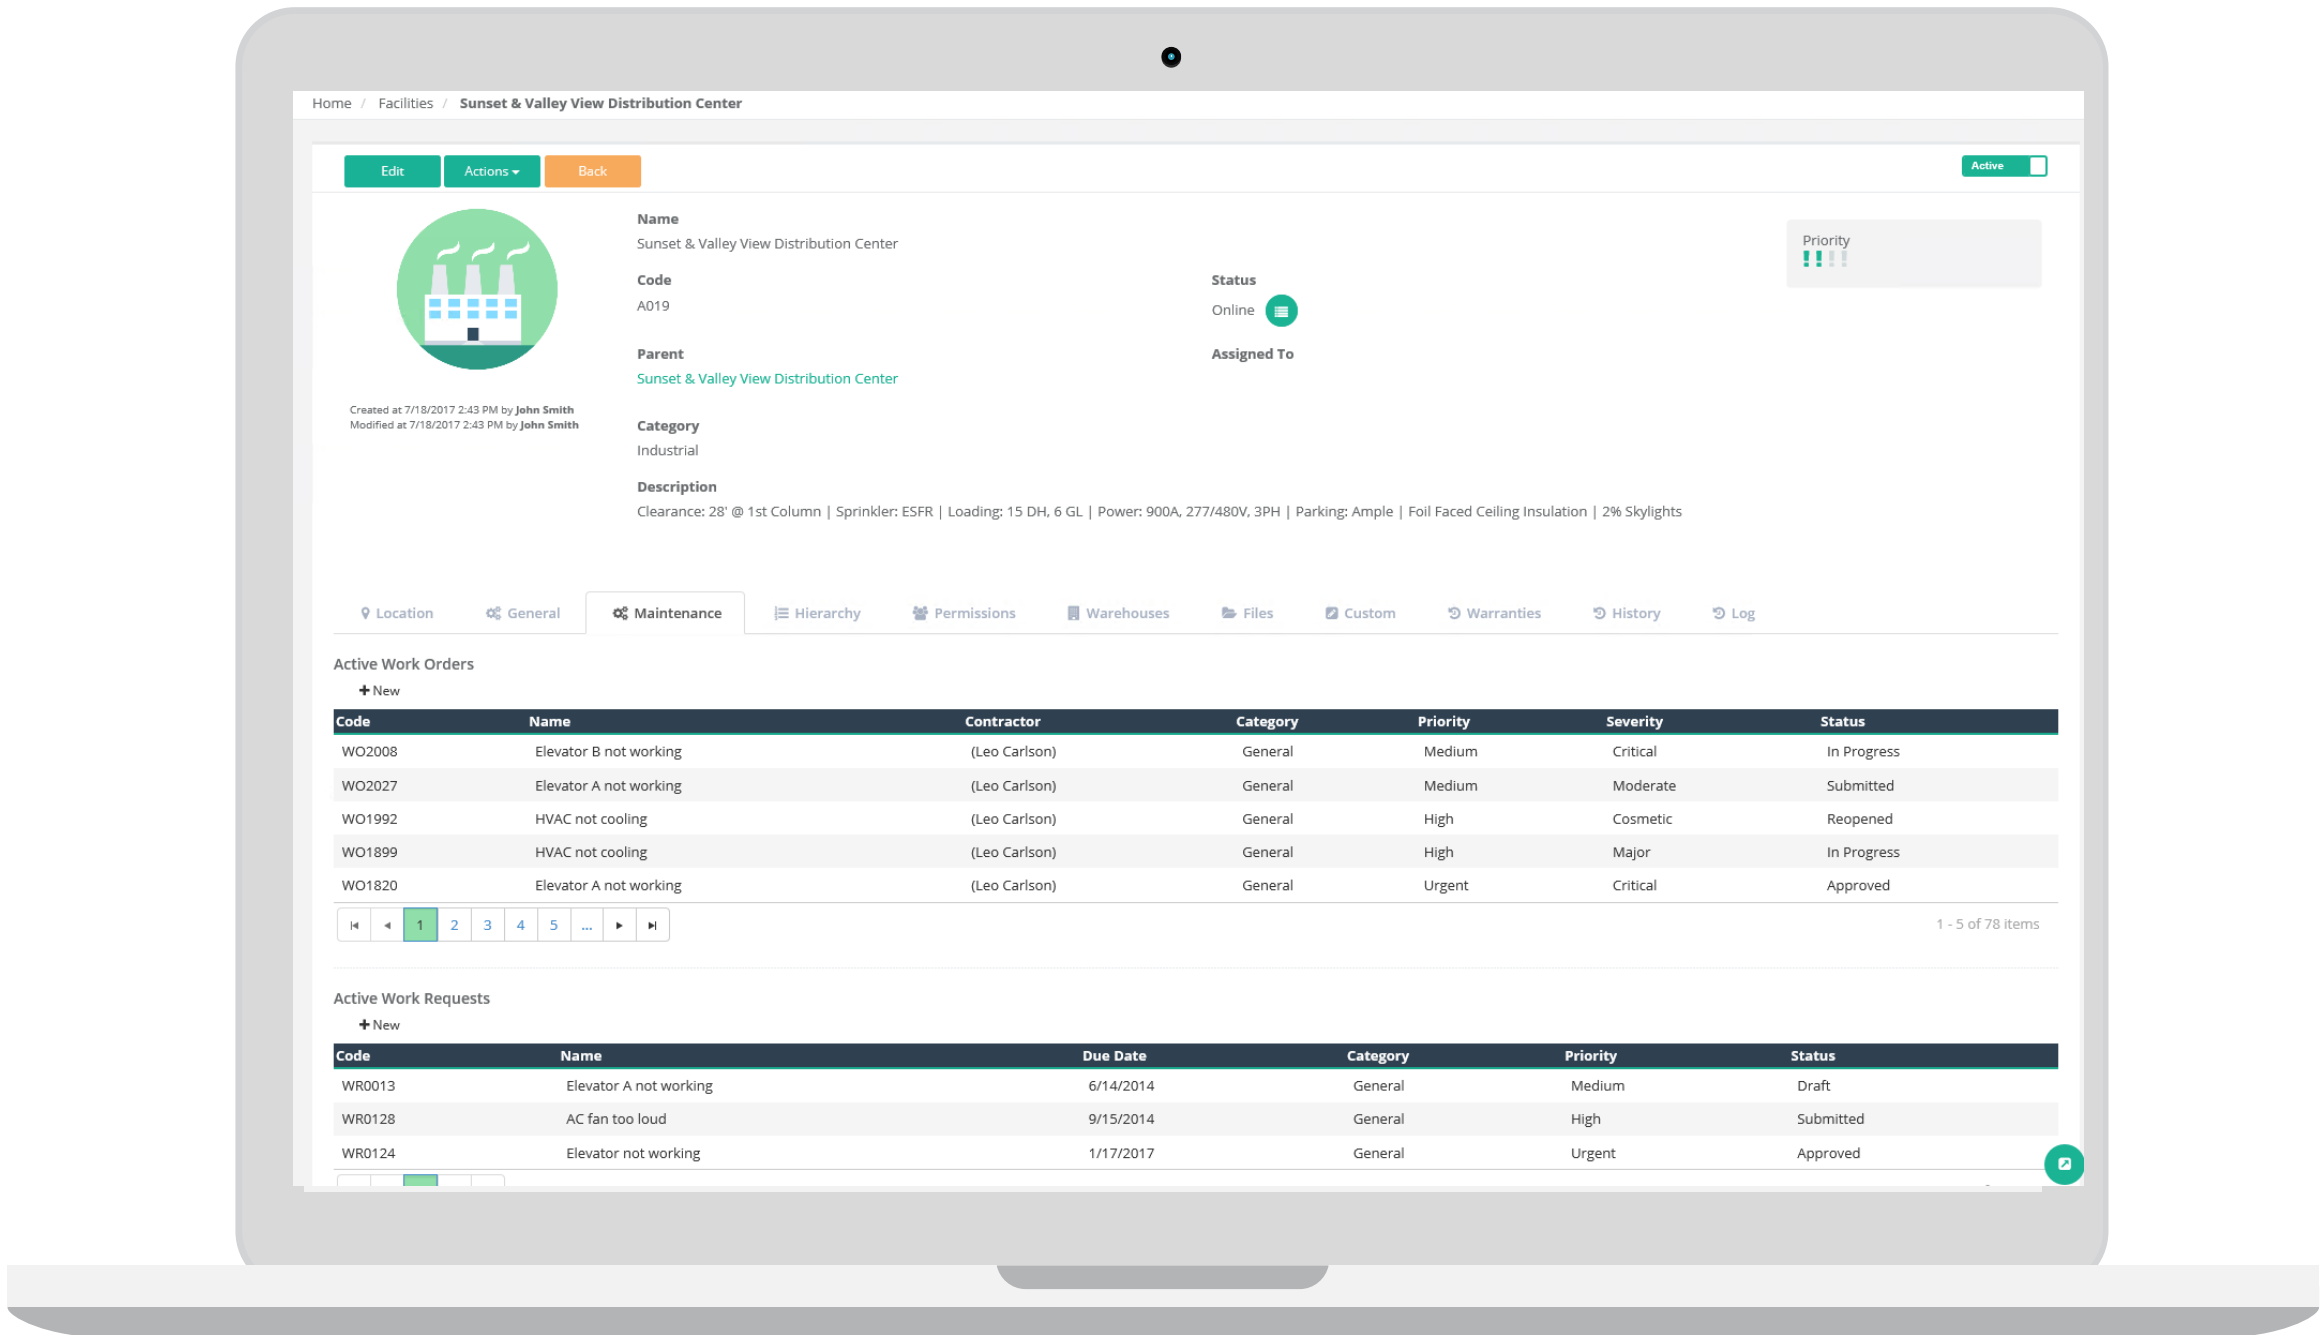 Home / Facilities / Sunset & Valley View Distribution Center
Edit Actions Back Active
Name
Sunset & Valley View Distribution Center
Priority
Code Status
A019 Online
Parent Assigned To
Sunset & Valley View Distribution Center
Created at 7/18/2017 2:43 PM by John Smith
Modified at 7/18/2017 2:43 PM by John Smith
Category
Industrial
Description
Clearance: 28' @ 1st Column | Sprinkler: ESFR | Loading: 15 DH, 6 GL | Power: 900A, 277/480V, 3PH | Parking: Ample | Foil Faced Ceiling Insulation | 2% Skylights
Location General Maintenance Hierarchy Permissions Warehouses Files Custom Warranties History Log
Active Work Orders
+ New
Code Name Contractor Category Priority Severity Status
WO2008 Elevator B not working (Leo Carlson) General Medium Critical In Progress
WO2027 Elevator A not working (Leo Carlson) General Medium Moderate Submitted
WO1992 HVAC not cooling (Leo Carlson) General High Cosmetic Reopened
WO1899 HVAC not cooling (Leo Carlson) General High Major In Progress
WO1820 Elevator A not working (Leo Carlson) General Urgent Critical Approved
1 2 3 4 5 ... 1 - 5 of 78 items
Active Work Requests
+ New
Code Name Due Date Category Priority Status
WR0013 Elevator A not working 6/14/2014 General Medium Draft
WR0128 AC fan too loud 9/15/2014 General High Submitted
WR0124 Elevator not working 1/17/2017 General Urgent Approved